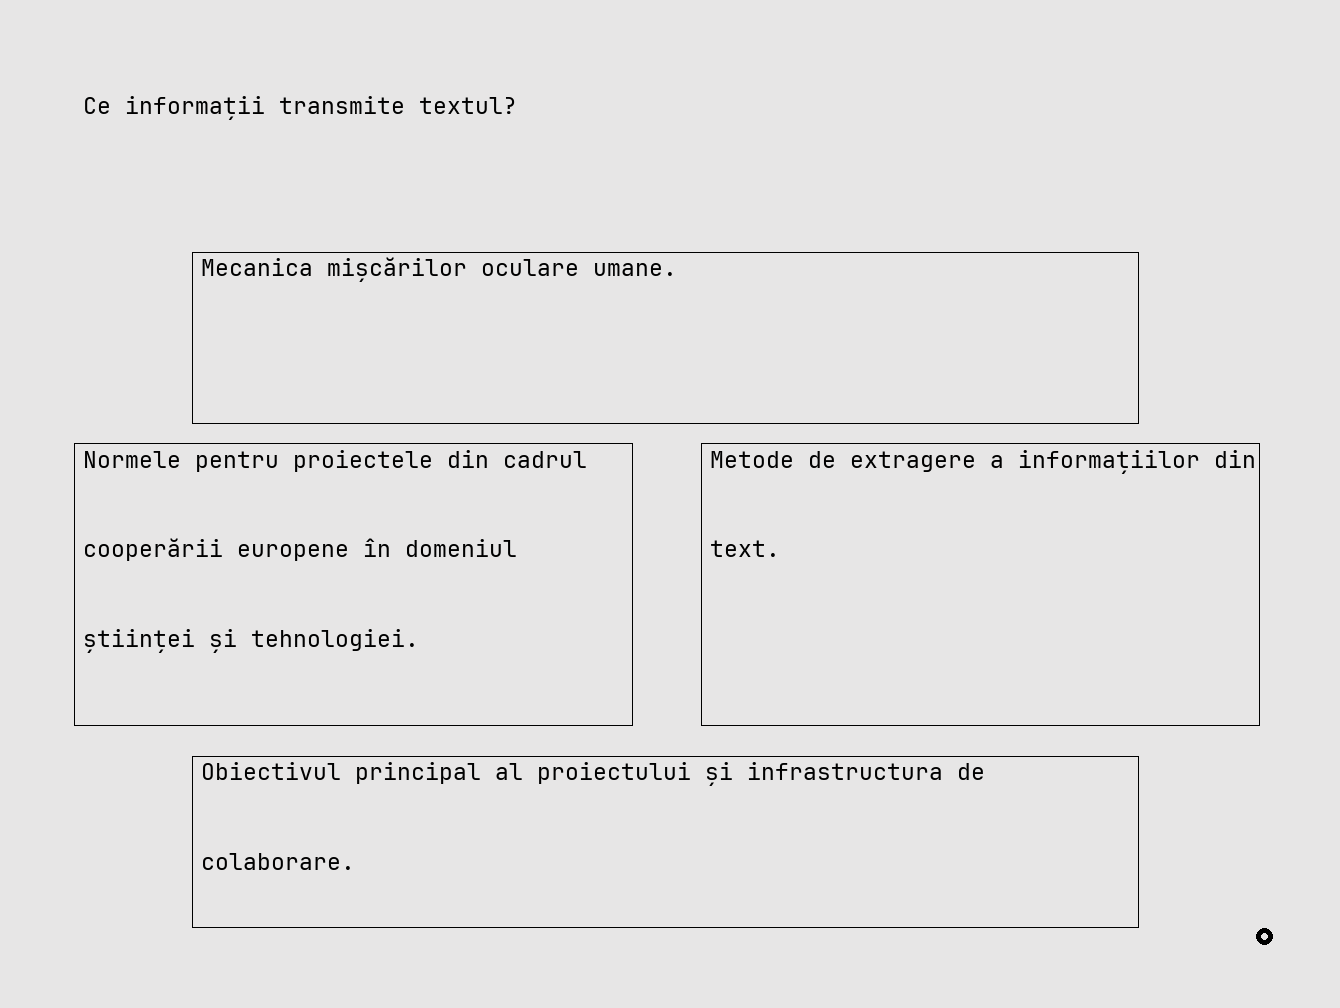 Ce informații transmite textul?
Mecanica mișcărilor oculare umane.
Normele pentru proiectele din cadrul
cooperării europene în domeniul
științei și tehnologiei.
Metode de extragere a informațiilor din
text.
Obiectivul principal al proiectului și infrastructura de
colaborare.